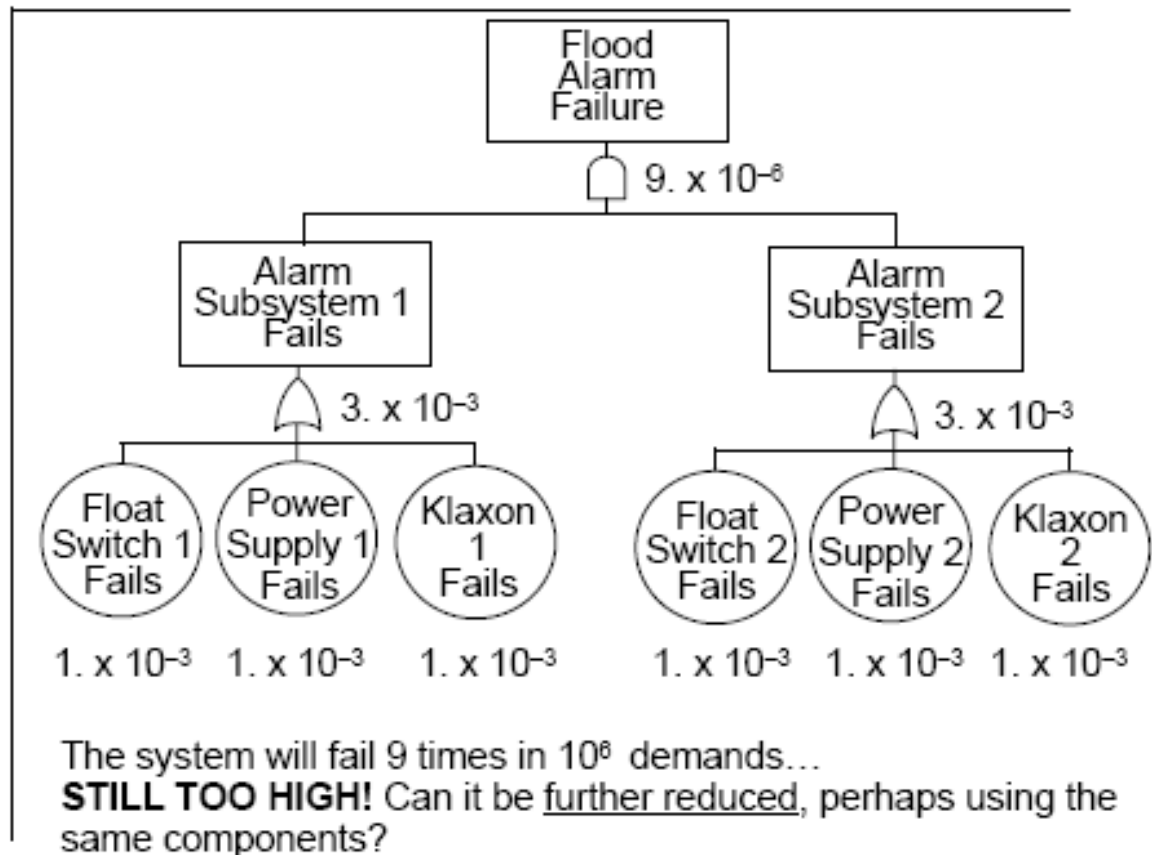 Flood
Alarm
Failure
9. x 10⁻⁶
Alarm
Subsystem 1
Fails
Alarm
Subsystem 2
Fails
3. x 10⁻³
3. x 10⁻³
Float
Switch 1
Fails
Power
Supply 1
Fails
Klaxon
1
Fails
Float
Switch 2
Fails
Power
Supply 2
Fails
Klaxon
2
Fails
1. x 10⁻³ 1. x 10⁻³ 1. x 10⁻³ 1. x 10⁻³ 1. x 10⁻³ 1. x 10⁻³
The system will fail 9 times in 10⁶ demands…
STILL TOO HIGH! Can it be further reduced, perhaps using the
same components?